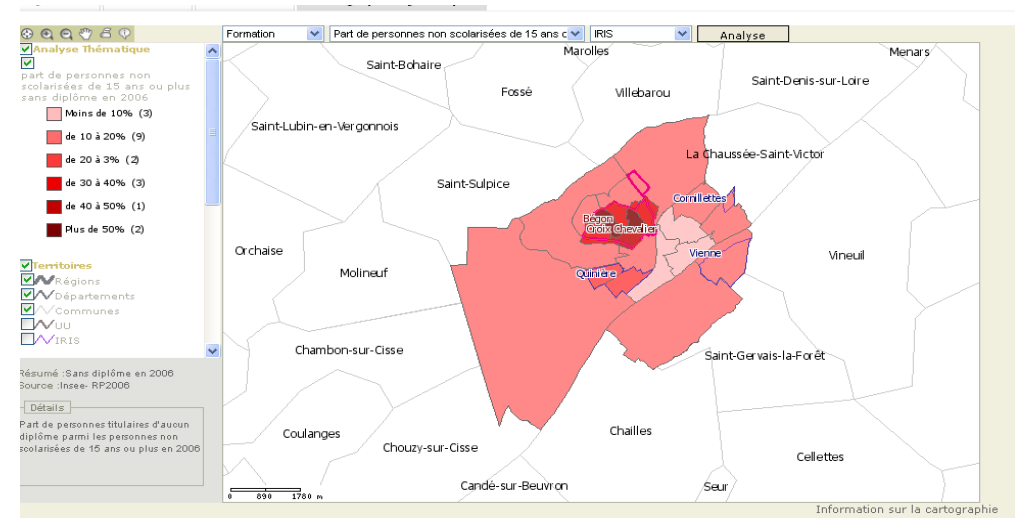 Formation
Part de personnes non scolarisées de 15 ans c
IRIS
Analyse
Analyse Thématique
part de personnes non
scolarisées de 15 ans ou plus
sans diplôme en 2006
Moins de 10% (3)
de 10 à 20% (9)
de 20 à 3% (2)
de 30 à 40% (3)
de 40 à 50% (1)
Plus de 50% (2)
Territoires
Régions
Départements
Communes
UU
IRIS
Résumé :Sans diplôme en 2006
Source :Insee- RP2006
Détails
Part de personnes titulaires d'aucun
diplôme parmi les personnes non
scolarisées de 15 ans ou plus en 2006
Marolles
Menars
Saint-Bohaire
Saint-Denis-sur-Loire
Fossé
Villebarou
Saint-Lubin-en-Vergonnois
La Chaussée-Saint-Victor
Saint-Sulpice
Cornillettes
Bégon
Croix Chevalier
Orchaise
Vienne
Vineuil
Molineuf
Quinière
Chambon-sur-Cisse
Saint-Gervais-la-Forêt
Coulanges
Chailles
Chouzy-sur-Cisse
Cellettes
Candé-sur-Beuvron
Seur
0 890 1780 m
Information sur la cartographie